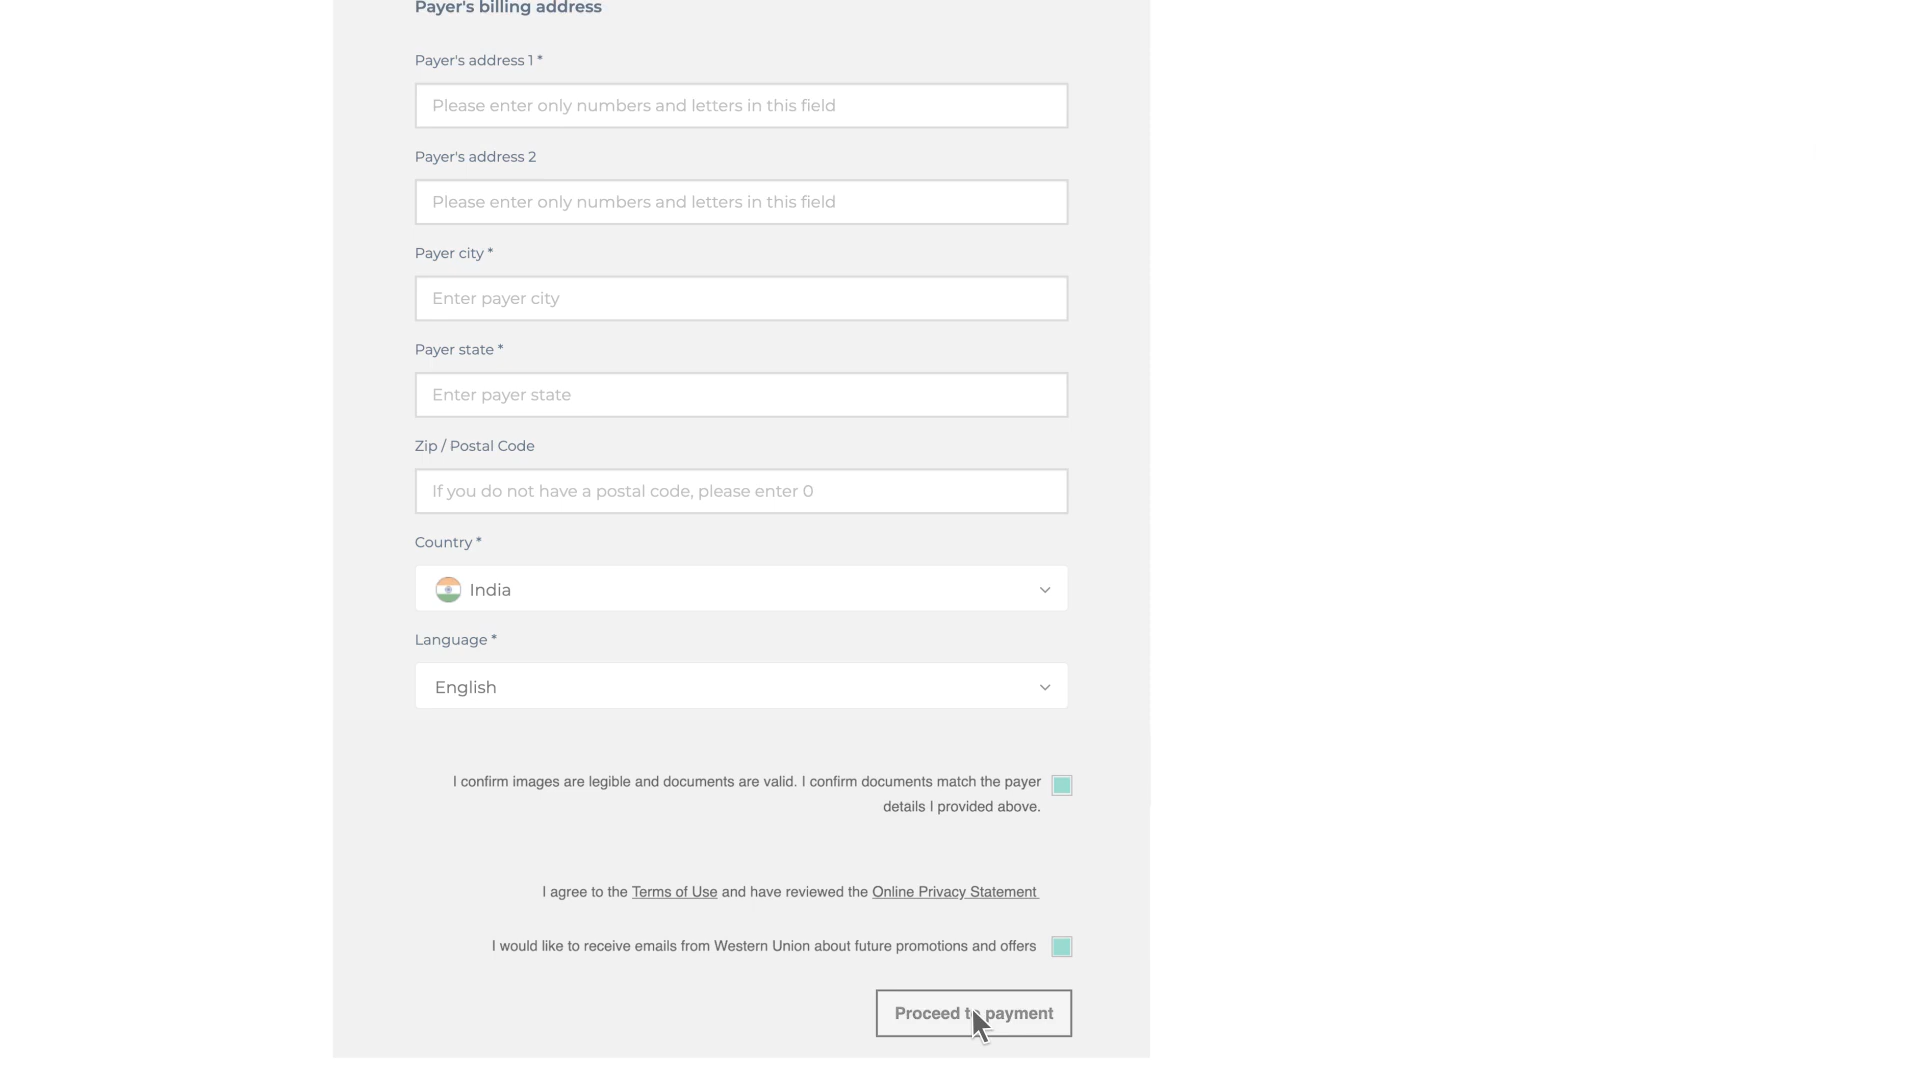 Payer's billing address
Payer's address 1 *
Please enter only numbers and letters in this field
Payer's address 2
Please enter only numbers and letters in this field
Payer city *
Enter payer city
Payer state *
Enter payer state
Zip / Postal Code
If you do not have a postal code, please enter 0
Country *
India
Language *
English
I confirm images are legible and documents are valid. I confirm documents match the payer
details I provided above.
I agree to the Terms of Use and have reviewed the Online Privacy Statement
I would like to receive emails from Western Union about future promotions and offers
Proceed to payment